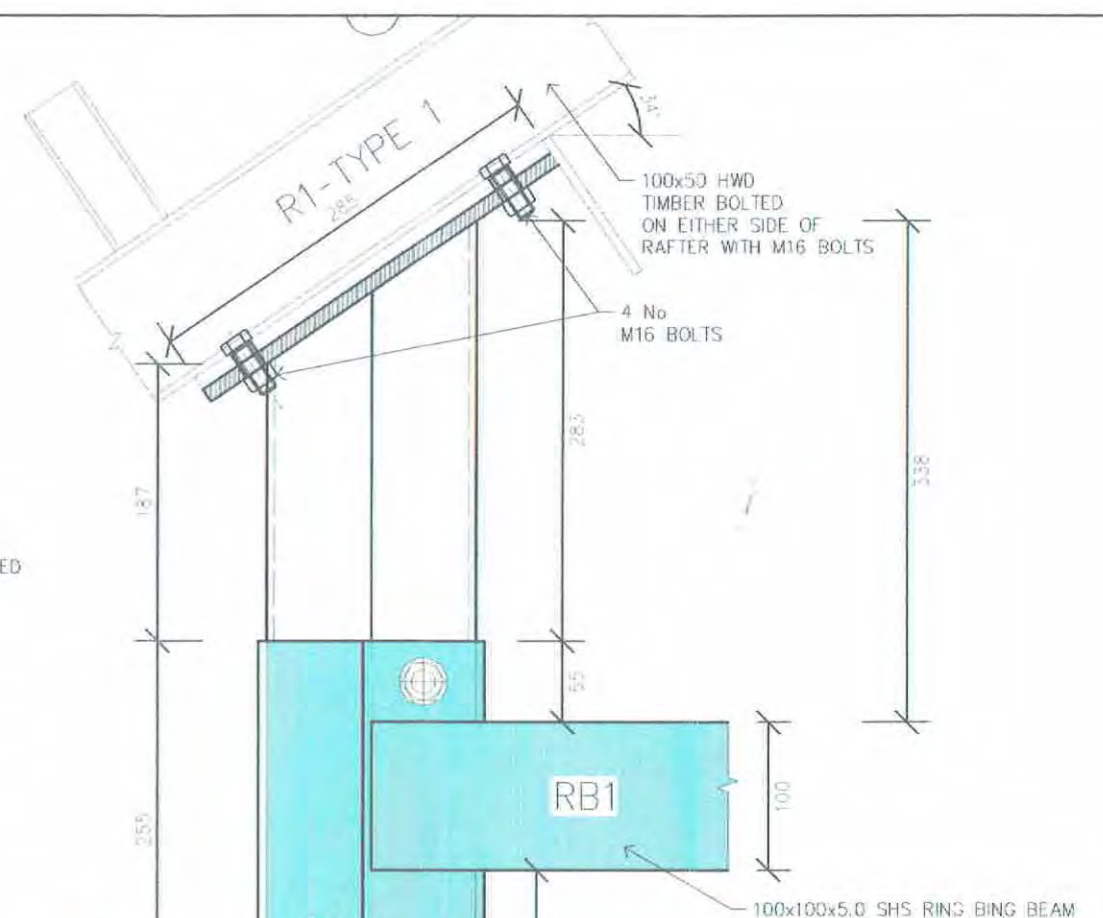 R1-TYPE 1
285
34°
100x50 HWD
TIMBER BOLTED
ON EITHER SIDE OF
RAFTER WITH M16 BOLTS
4 No
M16 BOLTS
283
338
187
ED
55
RB1
100
255
100x100x5.0 SHS RING BING BEAM